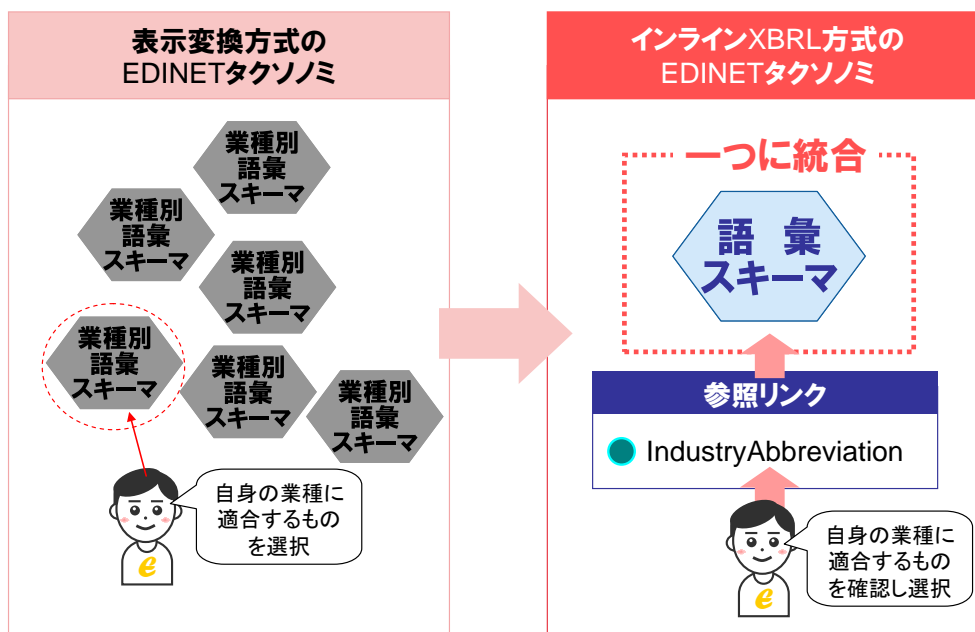 表示変換方式の
EDINETタクソノミ
業種別
語彙
スキーマ
業種別
語彙
スキーマ
業種別
語彙
スキーマ
業種別
語彙
スキーマ
業種別
語彙
スキーマ
業種別
語彙
スキーマ
自身の業種に
適合するもの
を選択
e
インラインXBRL方式の
EDINETタクソノミ
一つに統合
語 彙
スキーマ
参照リンク
IndustryAbbreviation
自身の業種に
適合するもの
を確認し選択
e